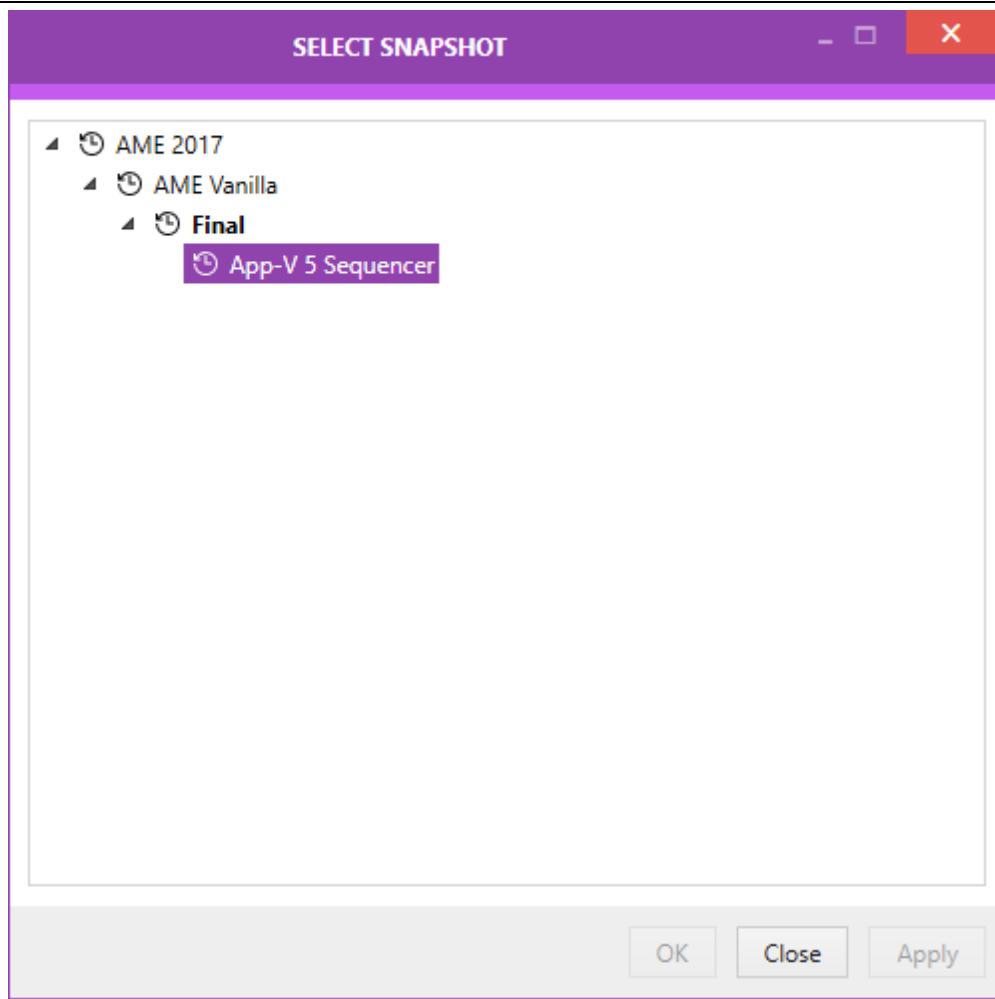 SELECT SNAPSHOT
AME 2017
AME Vanilla
Final
App-V 5 Sequencer
OK Close Apply